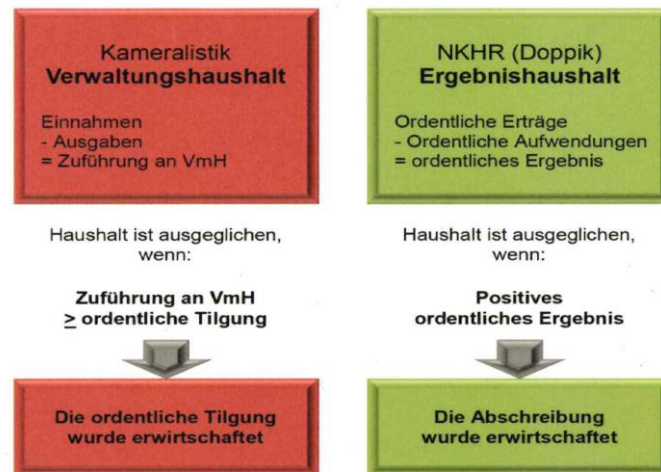 Kameralistik
Verwaltungshaushalt
Einnahmen
- Ausgaben
= Zuführung an VmH
Haushalt ist ausgeglichen,
wenn:
Zuführung an VmH
≥ ordentliche Tilgung
Die ordentliche Tilgung
wurde erwirtschaftet
NKHR (Doppik)
Ergebnishaushalt
Ordentliche Erträge
- Ordentliche Aufwendungen
= ordentliches Ergebnis
Haushalt ist ausgeglichen,
wenn:
Positives
ordentliches Ergebnis
Die Abschreibung
wurde erwirtschaftet